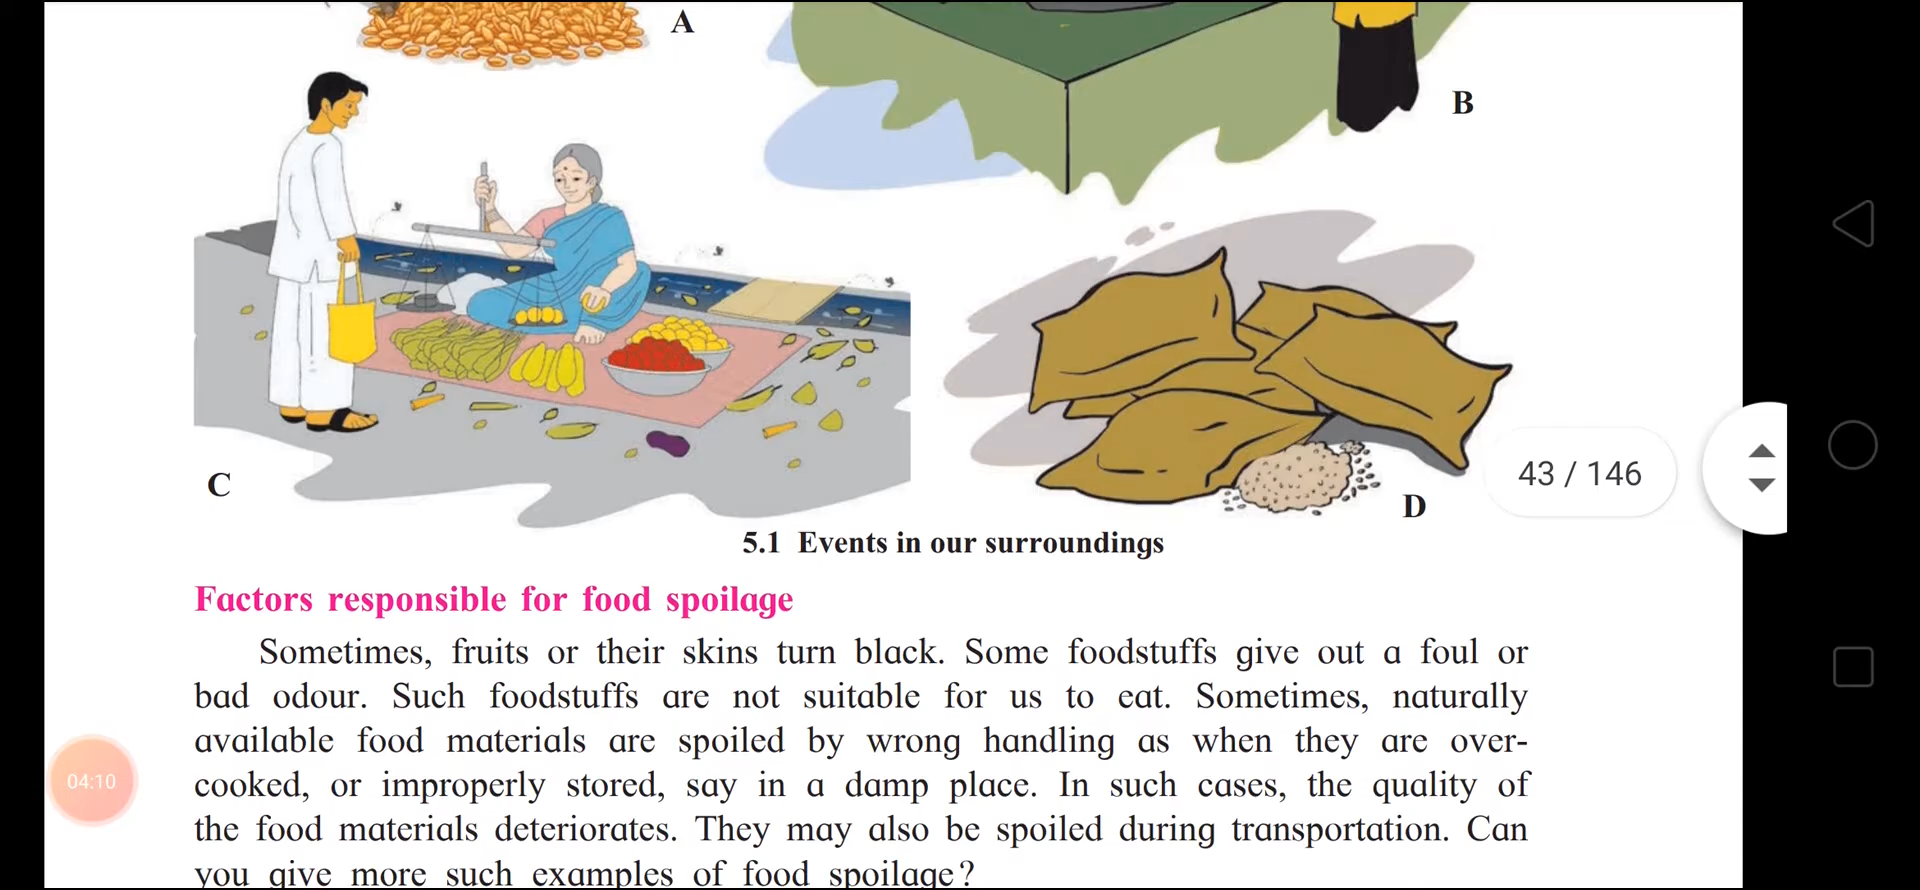 A
B
C
D
43 / 146
5.1 Events in our surroundings
Factors responsible for food spoilage
Sometimes, fruits or their skins turn black. Some foodstuffs give out a foul or
bad odour. Such foodstuffs are not suitable for us to eat. Sometimes, naturally
available food materials are spoiled by wrong handling as when they are over-
cooked, or improperly stored, say in a damp place. In such cases, the quality of
the food materials deteriorates. They may also be spoiled during transportation. Can
you give more such examples of food spoilage?
04:10